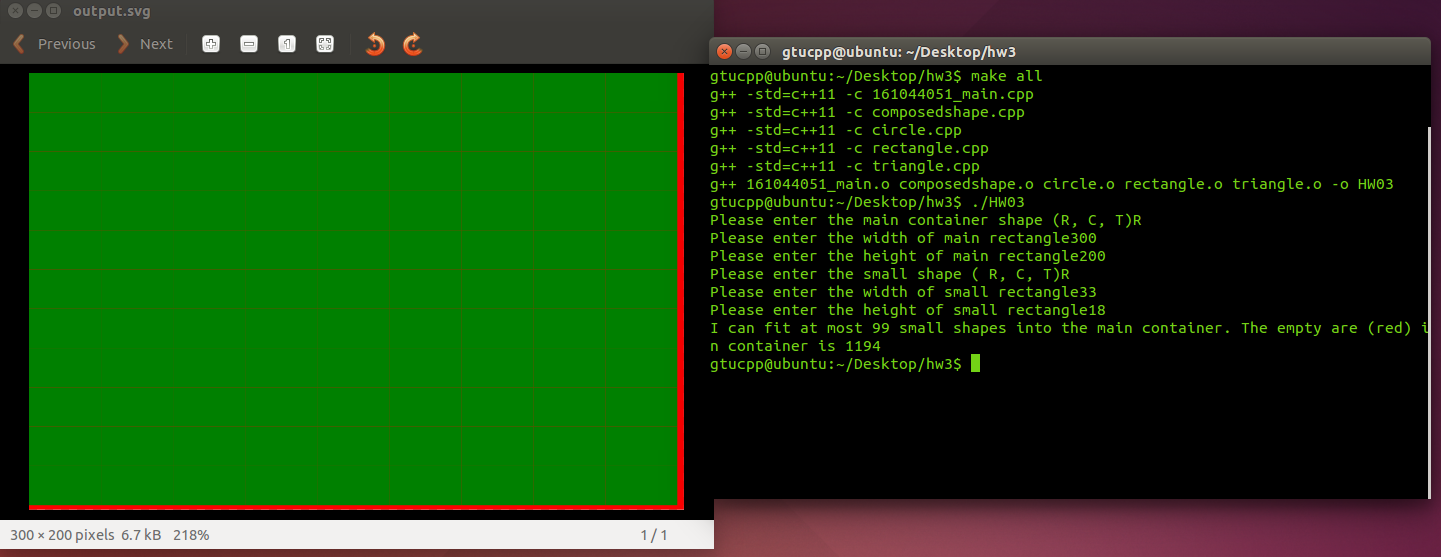 output.svg
Previous Next
300 × 200 pixels 6.7 kB 218% 1 / 1
gtucpp@ubuntu: ~/Desktop/hw3
gtucpp@ubuntu:~/Desktop/hw3$ make all
g++ -std=c++11 -c 161044051_main.cpp
g++ -std=c++11 -c composedshape.cpp
g++ -std=c++11 -c circle.cpp
g++ -std=c++11 -c rectangle.cpp
g++ -std=c++11 -c triangle.cpp
g++ 161044051_main.o composedshape.o circle.o rectangle.o triangle.o -o HW03
gtucpp@ubuntu:~/Desktop/hw3$ ./HW03
Please enter the main container shape (R, C, T)R
Please enter the width of main rectangle300
Please enter the height of main rectangle200
Please enter the small shape ( R, C, T)R
Please enter the width of small rectangle33
Please enter the height of small rectangle18
I can fit at most 99 small shapes into the main container. The empty are (red) i
n container is 1194
gtucpp@ubuntu:~/Desktop/hw3$